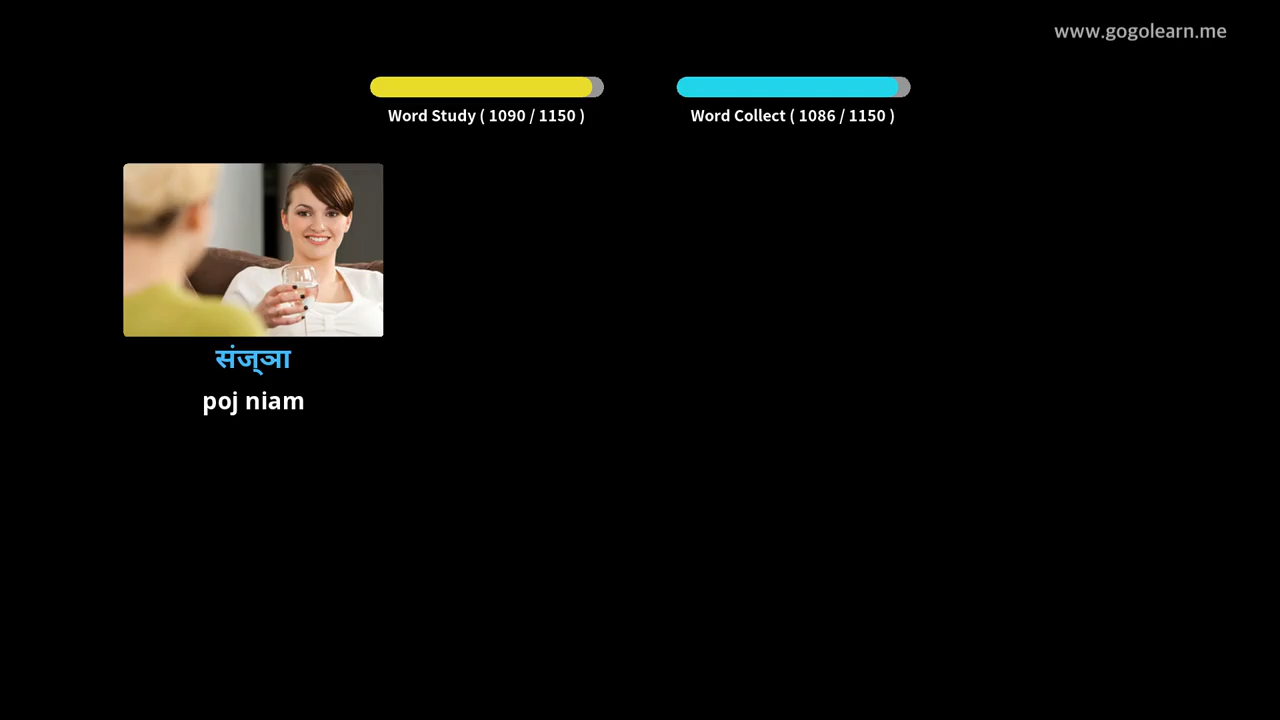 www.gogolearn.me
Word Study ( 1090 / 1150 )
Word Collect ( 1086 / 1150 )
संज्‌ञा
poj niam